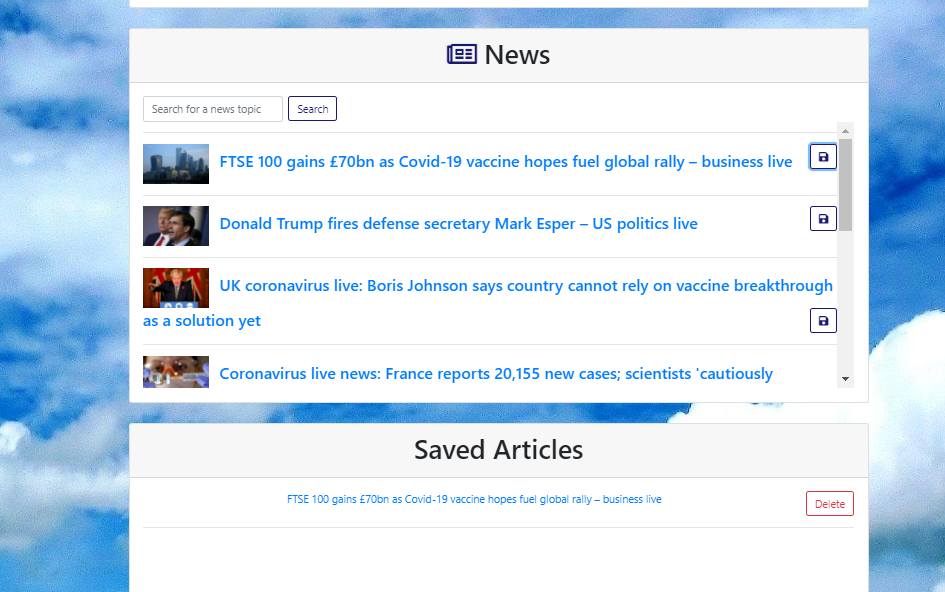 News
Search for a news topic Search
FTSE 100 gains £70bn as Covid-19 vaccine hopes fuel global rally – business live
Donald Trump fires defense secretary Mark Esper – US politics live
UK coronavirus live: Boris Johnson says country cannot rely on vaccine breakthrough
as a solution yet
Coronavirus live news: France reports 20,155 new cases; scientists 'cautiously
Saved Articles
FTSE 100 gains £70bn as Covid-19 vaccine hopes fuel global rally – business live Delete